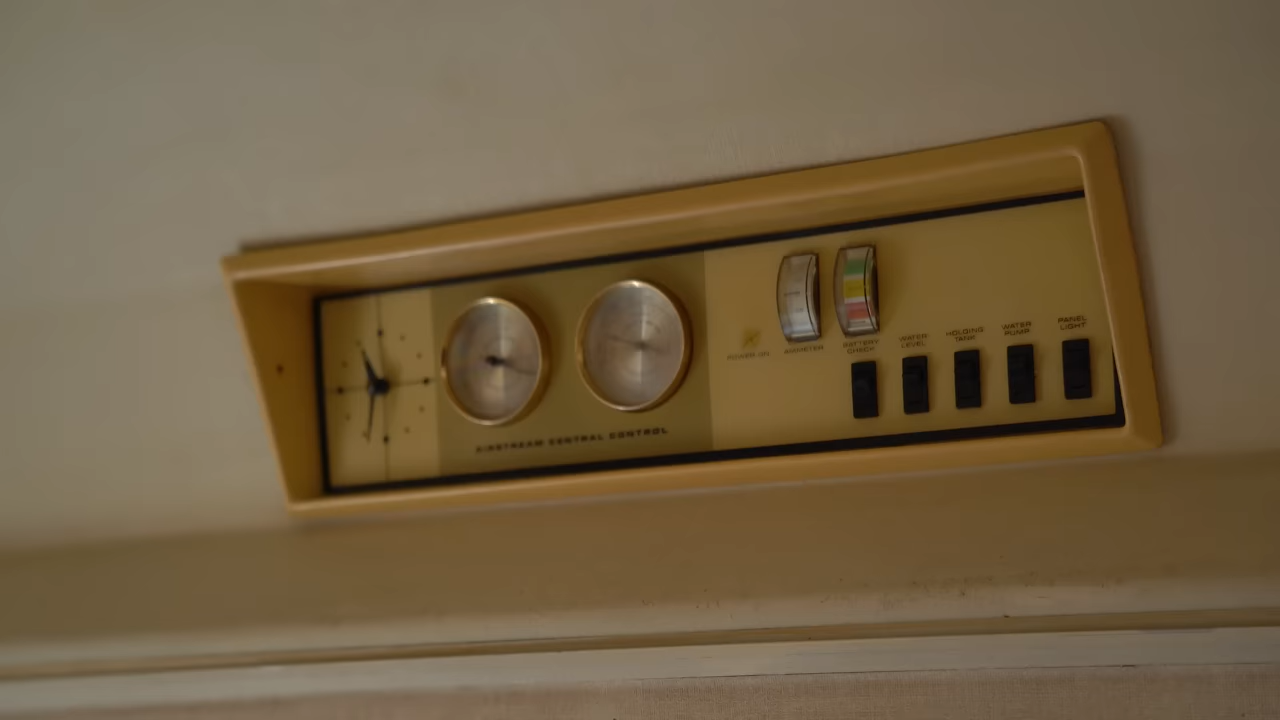 AIRSTREAM CENTRAL CONTROL
POWER ON
AMMETER
BATTERY
CHECK
WATER
LEVEL
HOLDING
TANK
WATER
PUMP
PANEL
LIGHT